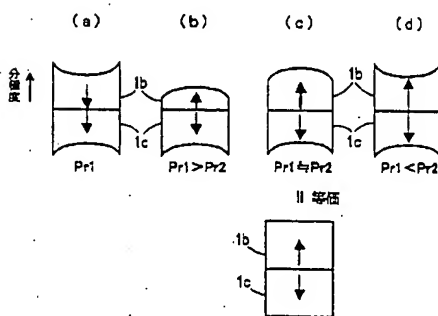 (a) (b) (c) (d)
分極度
1b 1b
1c 1c
Pr1 Pr1>Pr2 Pr1≒Pr2 Pr1<Pr2
|| 等価
1b
1c